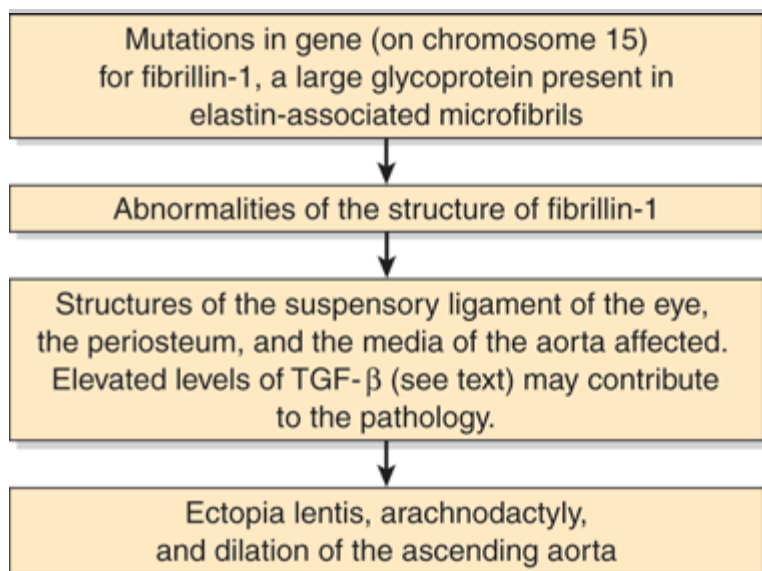 Mutations in gene (on chromosome 15)
for fibrillin-1, a large glycoprotein present in
elastin-associated microfibrils
Abnormalities of the structure of fibrillin-1
Structures of the suspensory ligament of the eye,
the periosteum, and the media of the aorta affected.
Elevated levels of TGF-β (see text) may contribute
to the pathology.
Ectopia lentis, arachnodactyly,
and dilation of the ascending aorta